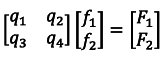 [q₁ q₂
q₃ q₄] [f₁
f₂] = [F₁
F₂]